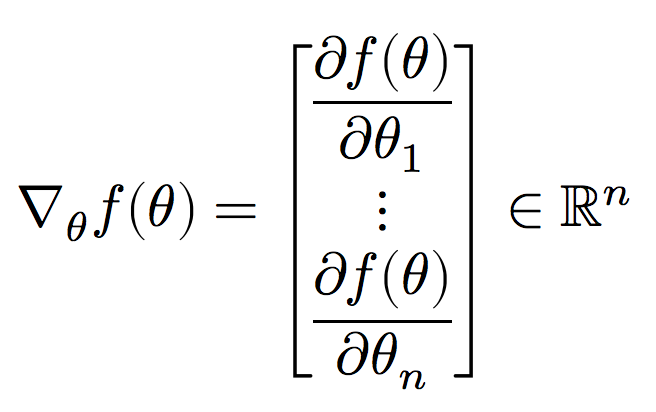 ∇_θ f(θ) = [ ∂f(θ)/∂θ_1 ⋮ ∂f(θ)/∂θ_n ] ∈ ℝ^n